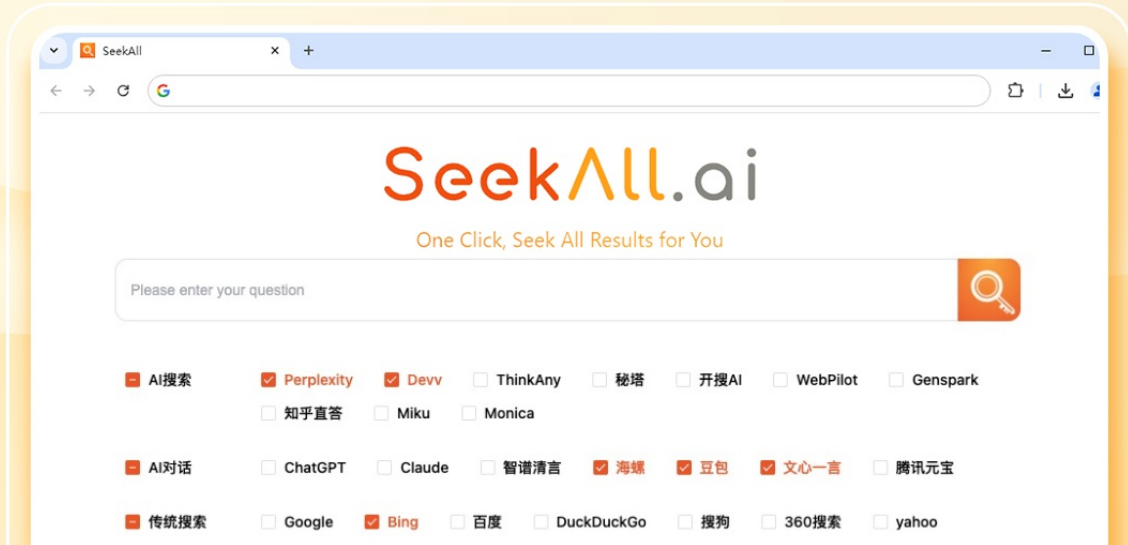 SeekAll
SeekAll.ai
One Click, Seek All Results for You
Please enter your question
AI搜索 Perplexity Devv ThinkAny 秘塔 开搜AI WebPilot Genspark
知乎直答 Miku Monica
AI对话 ChatGPT Claude 智谱清言 海螺 豆包 文心一言 腾讯元宝
传统搜索 Google Bing 百度 DuckDuckGo 搜狗 360搜索 yahoo